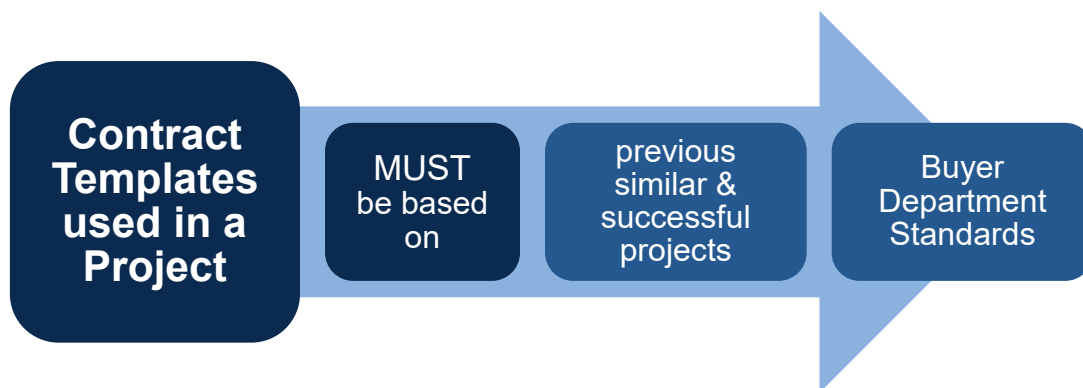 Contract
Templates
used in a
Project
MUST
be based
on
previous
similar &
successful
projects
Buyer
Department
Standards